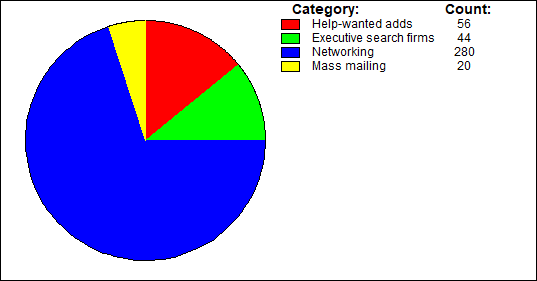 Category: Count:
Help-wanted adds 56
Executive search firms 44
Networking 280
Mass mailing 20